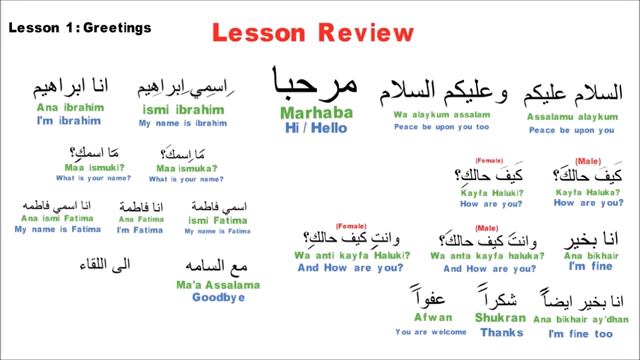 Lesson 1: Greetings
Lesson Review
السلام عليكم
Assalamu alaykum
Peace be upon you
وعليكم السلام
Wa alaykum assalam
Peace be upon you too
مرحبا
Marhaba
Hi / Hello
إسمي إبراهيم
ismi ibrahim
My name is ibrahim
انا ابراهيم
Ana ibrahim
I'm ibrahim
(Male)
كَيفَ حالكَ؟
Kayfa Haluka?
How are you?
(Female)
كَيفَ حالكِ؟
Kayfa Haluki?
How are you?
مَا إسمكَ؟
Maa ismuka?
What is your name?
مَا اسمكِ؟
Maa ismuki?
What is your name?
انا بخير
Ana bikhair
I'm fine
(Male)
وانتَ كيف حالكَ؟
Wa anta kayfa haluka?
And How are you?
(Female)
وانتِ كيف حالكِ؟
Wa anti kayfa Haluki?
And How are you?
اسمي فاطمة
ismi Fatima
My name is Fatima
انا فاطمة
Ana Fatima
I'm Fatima
انا اسمي فاطمه
Ana ismi Fatima
My name is Fatima
انا بخير ايضاً
Ana bikhair ay'dhan
I'm fine too
شكراً
Shukran
Thanks
عفواً
Afwan
You are welcome
مع السامه
Ma'a Assalama
Goodbye
الى اللقاء